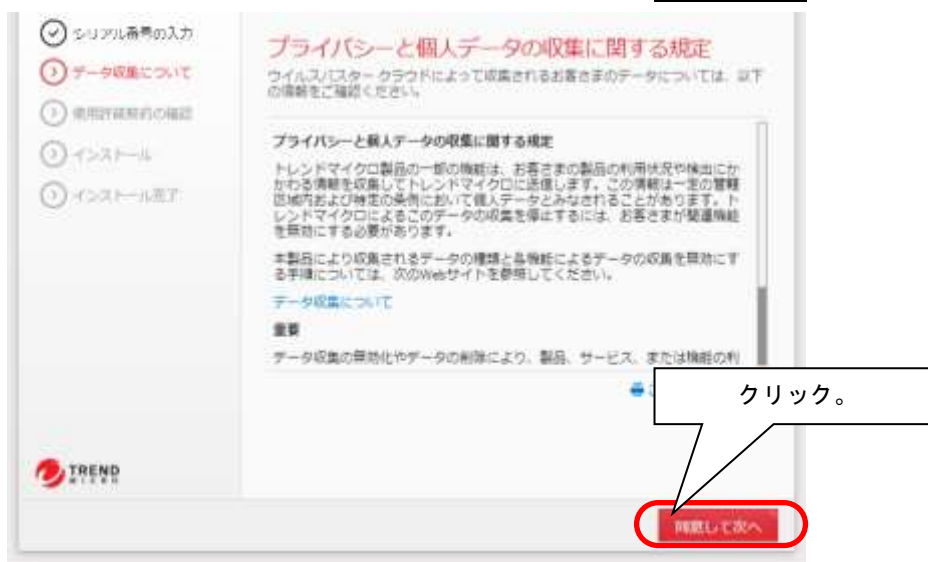 シリアル番号の入力
データ収集について
使用許諾契約の確認
インストール
インストール完了
プライバシーと個人データの収集に関する規定
ウイルスバスター クラウドによって収集されるお客さまのデータについては、以下
の情報をご確認ください。
プライバシーと個人データの収集に関する規定
トレンドマイクロ製品の一部の機能は、お客さまの製品の利用状況や検出にか
かわる情報を収集してトレンドマイクロに送信します。この情報は一定の管轄
区域内および特定の条例において個人データとみなされることがあります。ト
レンドマイクロによるこのデータの収集を停止するには、お客さまが関連機能
を無効にする必要があります。
本製品により収集されるデータの種類と各機能によるデータの収集を無効にす
る手順については、次のWebサイトを参照してください。
データ収集について
重要
データ収集の無効化やデータの削除により、製品、サービス、または機能の利
クリック。
TREND
MICRO
同意して次へ